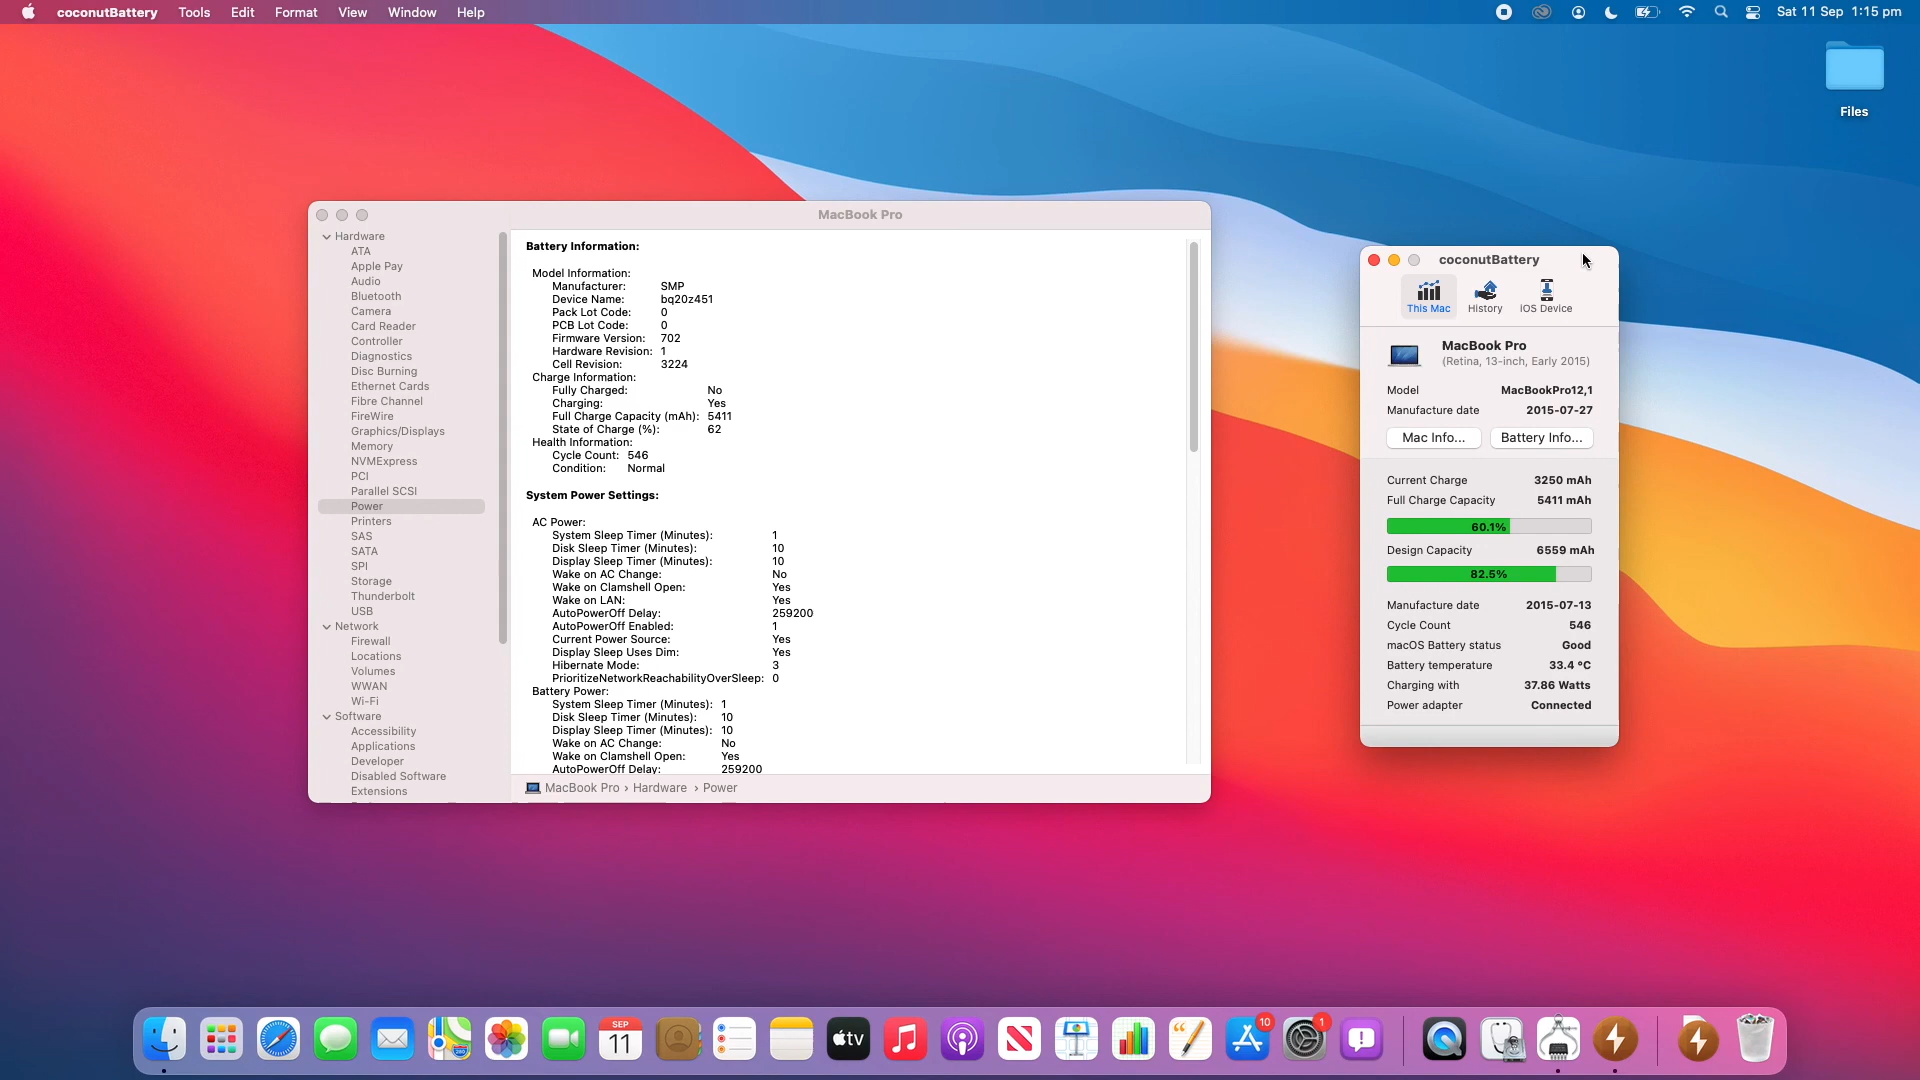 coconutBattery Tools Edit Format View Window Help
Sat 11 Sep 1:15 pm
Files
MacBook Pro
Hardware
ATA
Apple Pay
Audio
Bluetooth
Camera
Card Reader
Controller
Diagnostics
Disc Burning
Ethernet Cards
Fibre Channel
FireWire
Graphics/Displays
Memory
NVMExpress
PCI
Parallel SCSI
Power
Printers
SAS
SATA
SPI
Storage
Thunderbolt
USB
Network
Firewall
Locations
Volumes
WWAN
Wi-Fi
Software
Accessibility
Applications
Developer
Disabled Software
Extensions
Battery Information:
Model Information:
Manufacturer: SMP
Device Name: bq20z451
Pack Lot Code: 0
PCB Lot Code: 0
Firmware Version: 702
Hardware Revision: 1
Cell Revision: 3224
Charge Information:
Fully Charged: No
Charging: Yes
Full Charge Capacity (mAh): 5411
State of Charge (%): 62
Health Information:
Cycle Count: 546
Condition: Normal
System Power Settings:
AC Power:
System Sleep Timer (Minutes): 1
Disk Sleep Timer (Minutes): 10
Display Sleep Timer (Minutes): 10
Wake on AC Change: No
Wake on Clamshell Open: Yes
Wake on LAN: Yes
AutoPowerOff Delay: 259200
AutoPowerOff Enabled: 1
Current Power Source: Yes
Display Sleep Uses Dim: Yes
Hibernate Mode: 3
PrioritizeNetworkReachabilityOverSleep: 0
Battery Power:
System Sleep Timer (Minutes): 1
Disk Sleep Timer (Minutes): 10
Display Sleep Timer (Minutes): 10
Wake on AC Change: No
Wake on Clamshell Open: Yes
AutoPowerOff Delay: 259200
MacBook Pro › Hardware › Power
coconutBattery
This Mac History iOS Device
MacBook Pro
(Retina, 13-inch, Early 2015)
Model MacBookPro12,1
Manufacture date 2015-07-27
Mac Info... Battery Info...
Current Charge 3250 mAh
Full Charge Capacity 5411 mAh
60.1%
Design Capacity 6559 mAh
82.5%
Manufacture date 2015-07-13
Cycle Count 546
macOS Battery status Good
Battery temperature 33.4 °C
Charging with 37.86 Watts
Power adapter Connected
SEP
11
tv
10
1